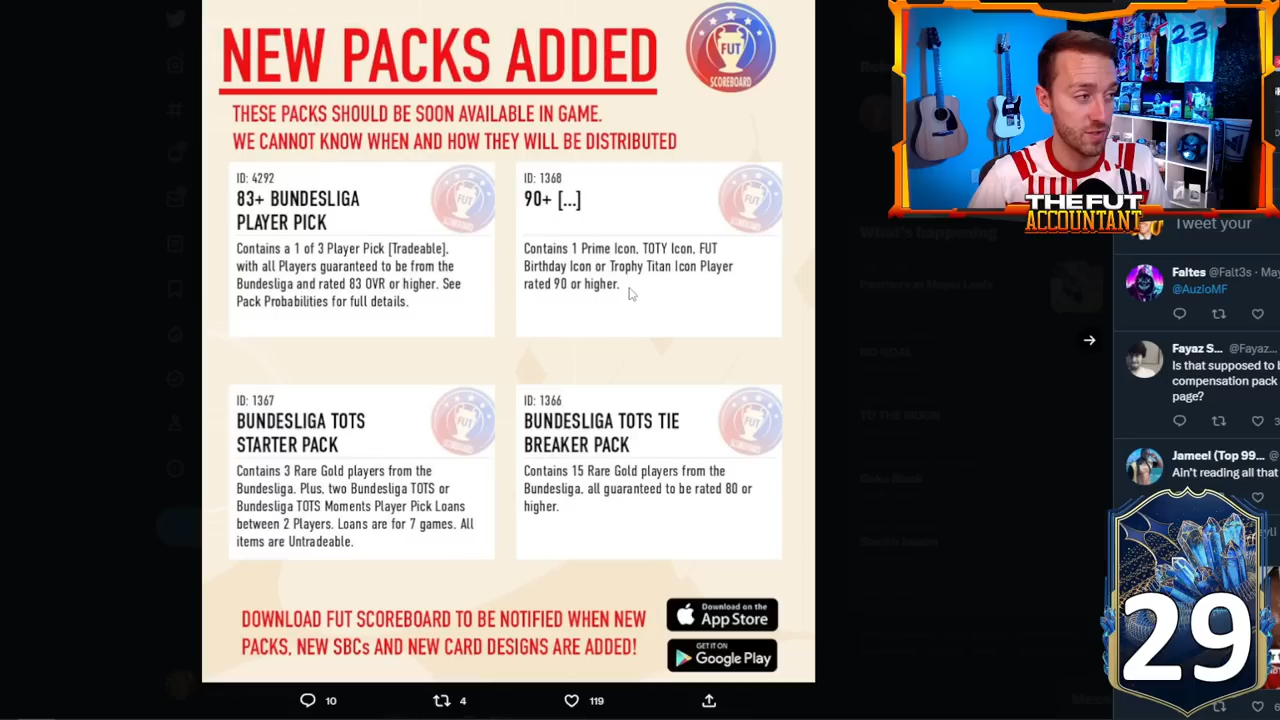 NEW PACKS ADDED
FUT
SCOREBOARD
THESE PACKS SHOULD BE SOON AVAILABLE IN GAME.
WE CANNOT KNOW WHEN AND HOW THEY WILL BE DISTRIBUTED
ID: 4292
83+ BUNDESLIGA
PLAYER PICK
FUT
Contains a 1 of 3 Player Pick (Tradeable),
with all Players guaranteed to be from the
Bundesliga and rated 83 OVR or higher. See
Pack Probabilities for full details.
ID: 1368
90+ [...]
FUT
Contains 1 Prime Icon, TOTY Icon, FUT
Birthday Icon or Trophy Titan Icon Player
rated 90 or higher.
ID: 1367
BUNDESLIGA TOTS
STARTER PACK
FUT
Contains 3 Rare Gold players from the
Bundesliga. Plus, two Bundesliga TOTS or
Bundesliga TOTS Moments Player Pick Loans
between 2 Players. Loans are for 7 games. All
items are Untradeable.
ID: 1366
BUNDESLIGA TOTS TIE
BREAKER PACK
FUT
Contains 15 Rare Gold players from the
Bundesliga, all guaranteed to be rated 80 or
higher.
DOWNLOAD FUT SCOREBOARD TO BE NOTIFIED WHEN NEW
PACKS, NEW SBCs AND NEW CARD DESIGNS ARE ADDED!
Download on the
App Store
GET IT ON
Google Play
10
4
119
23
THE FUT
ACCOUNTANT
What's happening
Tweet your
Faltes @Falt3s · May
@AuzioMF
Fayaz S... @Fayaz...
Is that supposed to b
compensation pack
page?
3
Jameel (Top 99...
Ain't reading all that
29